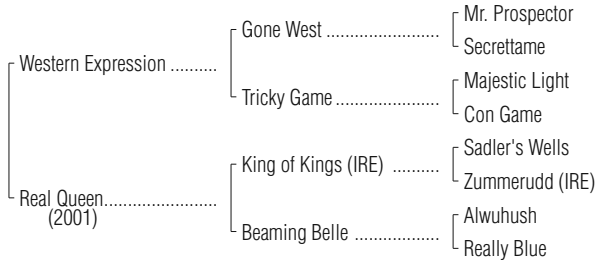 Mr. Prospector
Gone West ......................
Secrettame
Western Expression ..........
Majestic Light
Tricky Game .....................
Con Game
Sadler's Wells
King of Kings (IRE) ..........
Zummerudd (IRE)
Real Queen.......................
(2001)
Alwuhush
Beaming Belle .................
Really Blue